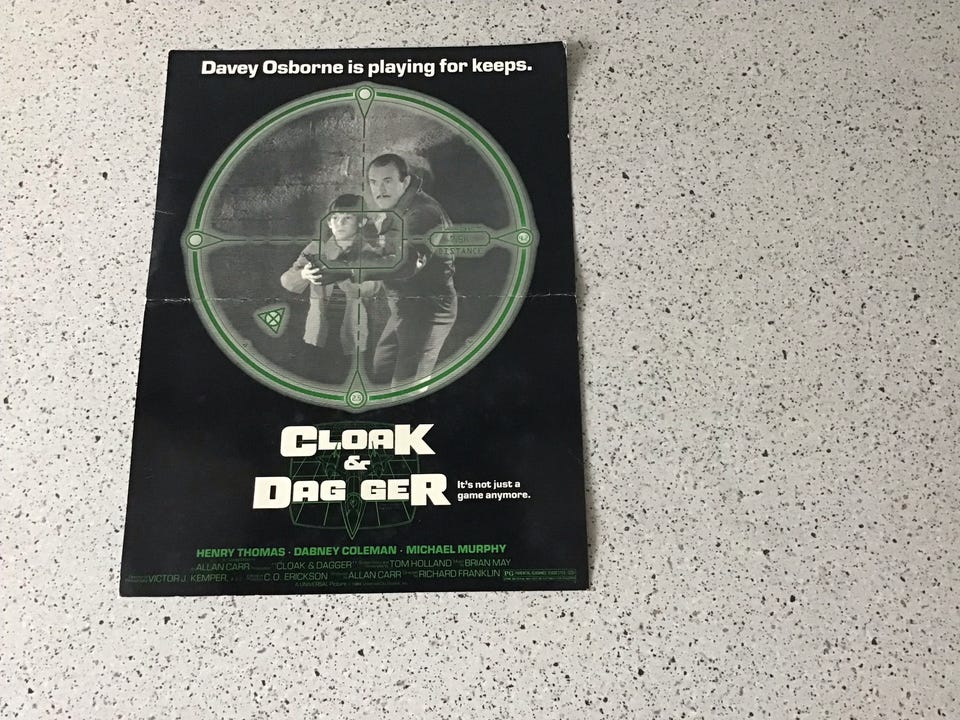 Davey Osborne is playing for keeps.
DISTANCE
CLOAK
&
DAGGER
It's not just a
game anymore.
HENRY THOMAS · DABNEY COLEMAN · MICHAEL MURPHY
ALLAN CARR "CLOAK & DAGGER" TOM HOLLAND BRIAN MAY
VICTOR J. KEMPER, C.O. ERICKSON ALLAN CARR RICHARD FRANKLIN PG
A UNIVERSAL Picture